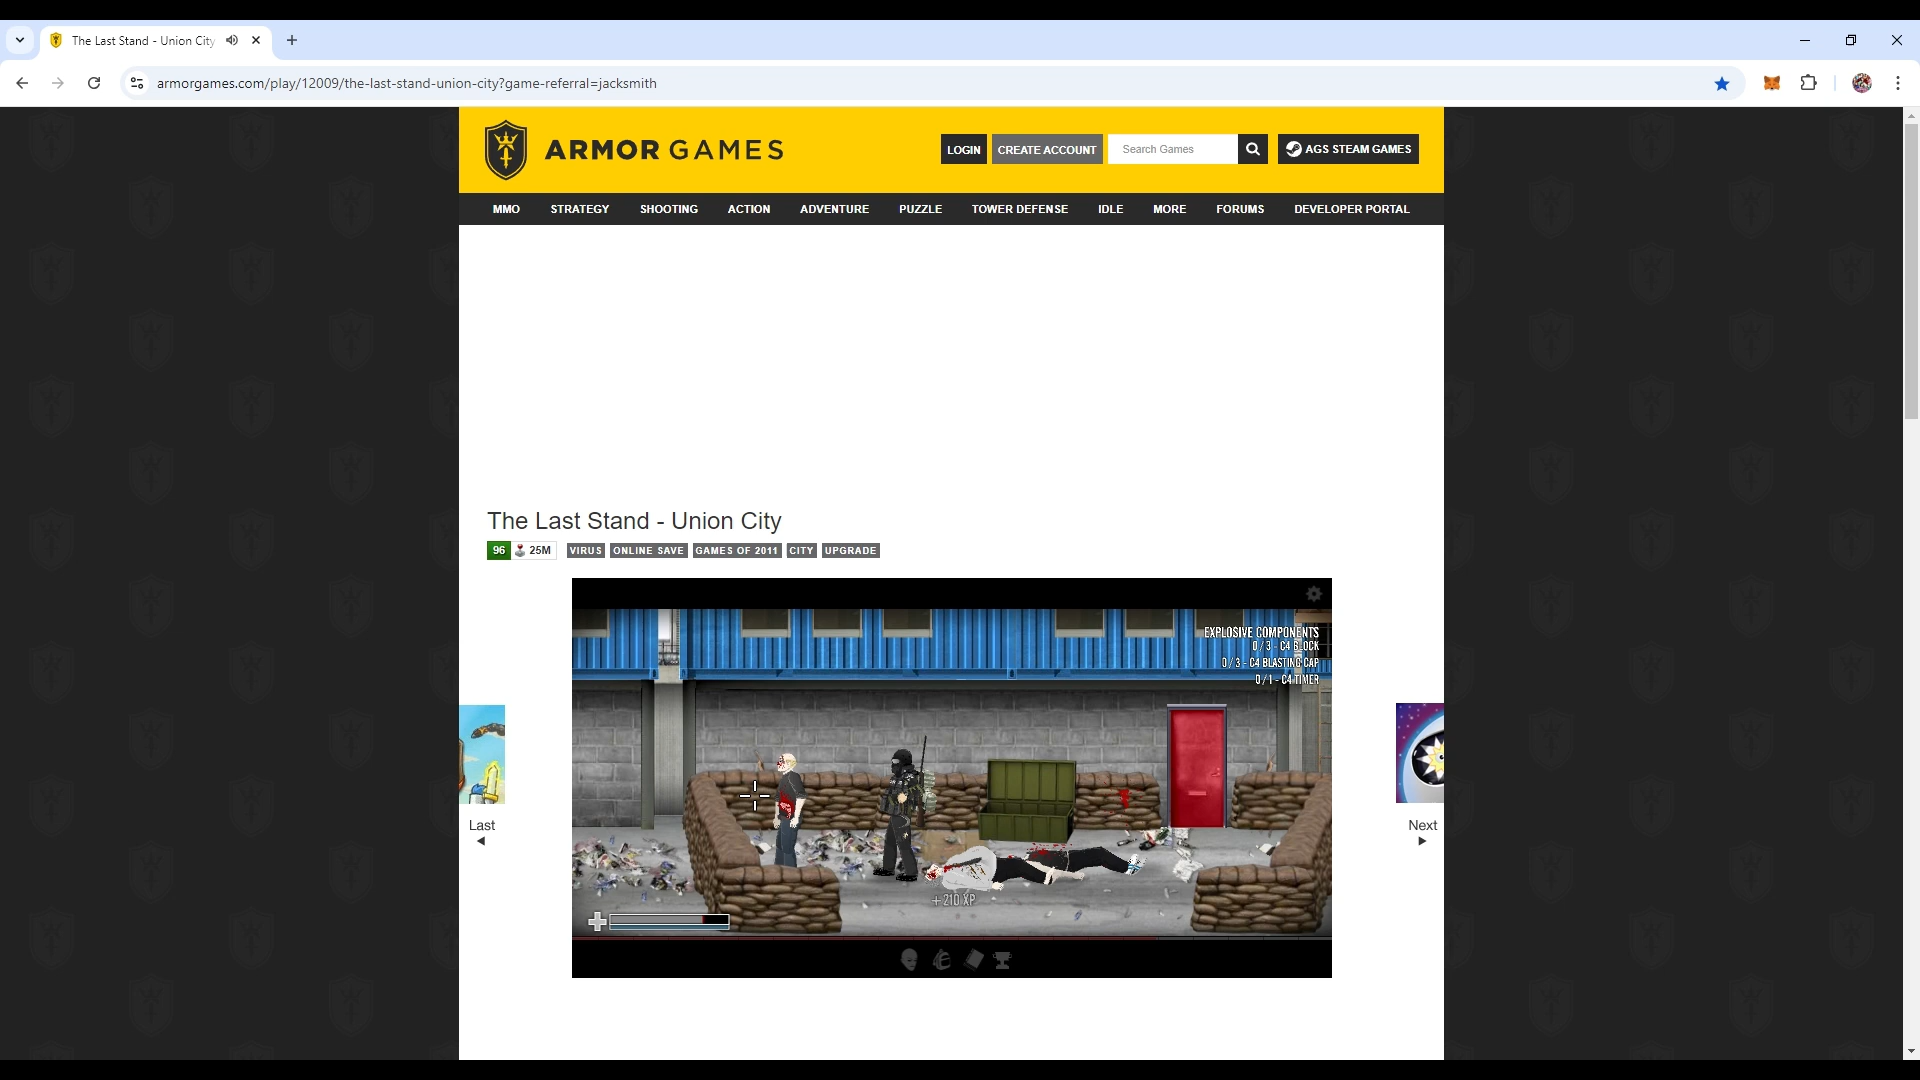 The Last Stand - Union City
armorgames.com/play/12009/the-last-stand-union-city?game-referral=jacksmith
ARMOR GAMES
LOGIN
CREATE ACCOUNT
Search Games
AGS STEAM GAMES
MMO STRATEGY SHOOTING ACTION ADVENTURE PUZZLE TOWER DEFENSE IDLE MORE FORUMS DEVELOPER PORTAL
The Last Stand - Union City
96 25M VIRUS ONLINE SAVE GAMES OF 2011 CITY UPGRADE
EXPLOSIVE COMPONENTS
0 / 3 - C4 BLOCK
0 / 3 - C4 BLASTING CAP
0 / 1 - C4 TIMER
Last
Next
+210 XP